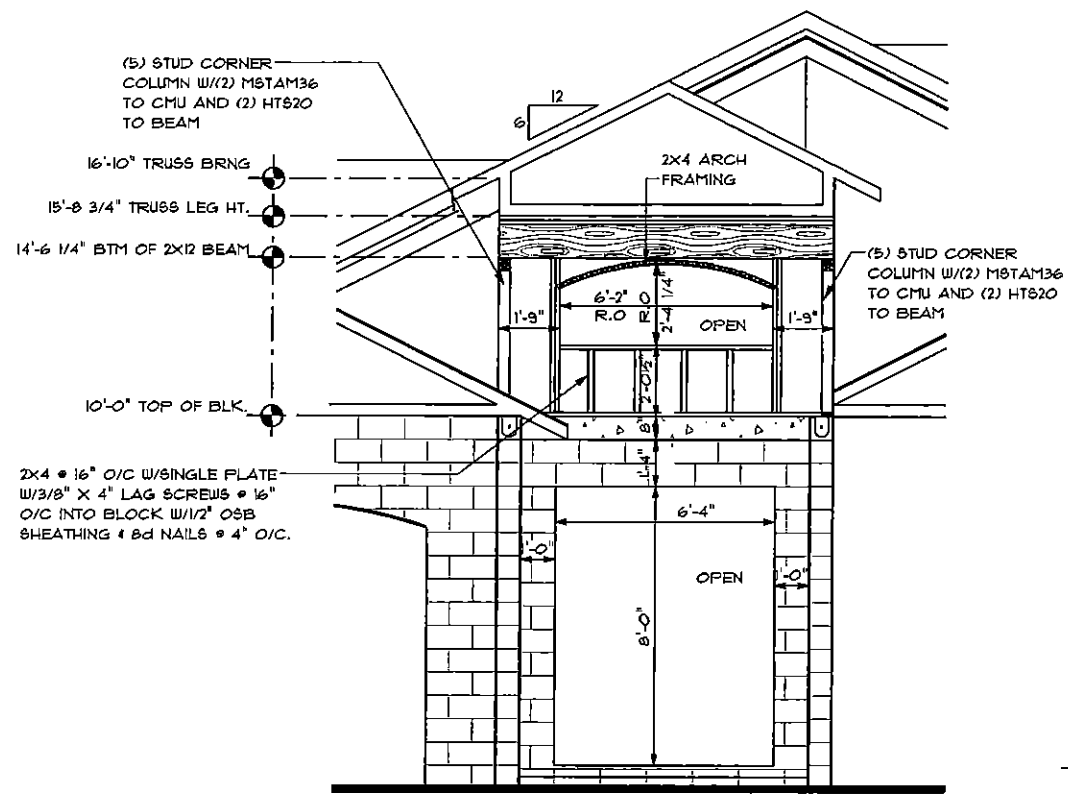 (5) STUD CORNER
COLUMN W/(2) MSTAM36
TO CMU AND (2) HTS20
TO BEAM
12
6
16'-10" TRUSS BRNG
2X4 ARCH
FRAMING
15'-8 3/4" TRUSS LEG HT.
14'-6 1/4" BTM OF 2X12 BEAM
(5) STUD CORNER
COLUMN W/(2) MSTAM36
TO CMU AND (2) HTS20
TO BEAM
6'-2"
R.O
R.O
2'-4 1/4"
1'-9"
OPEN
1'-9"
2'-0 1/2"
10'-0" TOP OF BLK.
8"
1'-4"
2X4 @ 16" O/C W/SINGLE PLATE
W/3/8" X 4" LAG SCREWS @ 16"
O/C INTO BLOCK W/1/2" OSB
SHEATHING & 8d NAILS @ 4" O/C.
6'-4"
1'-0"
OPEN
1'-0"
8'-0"